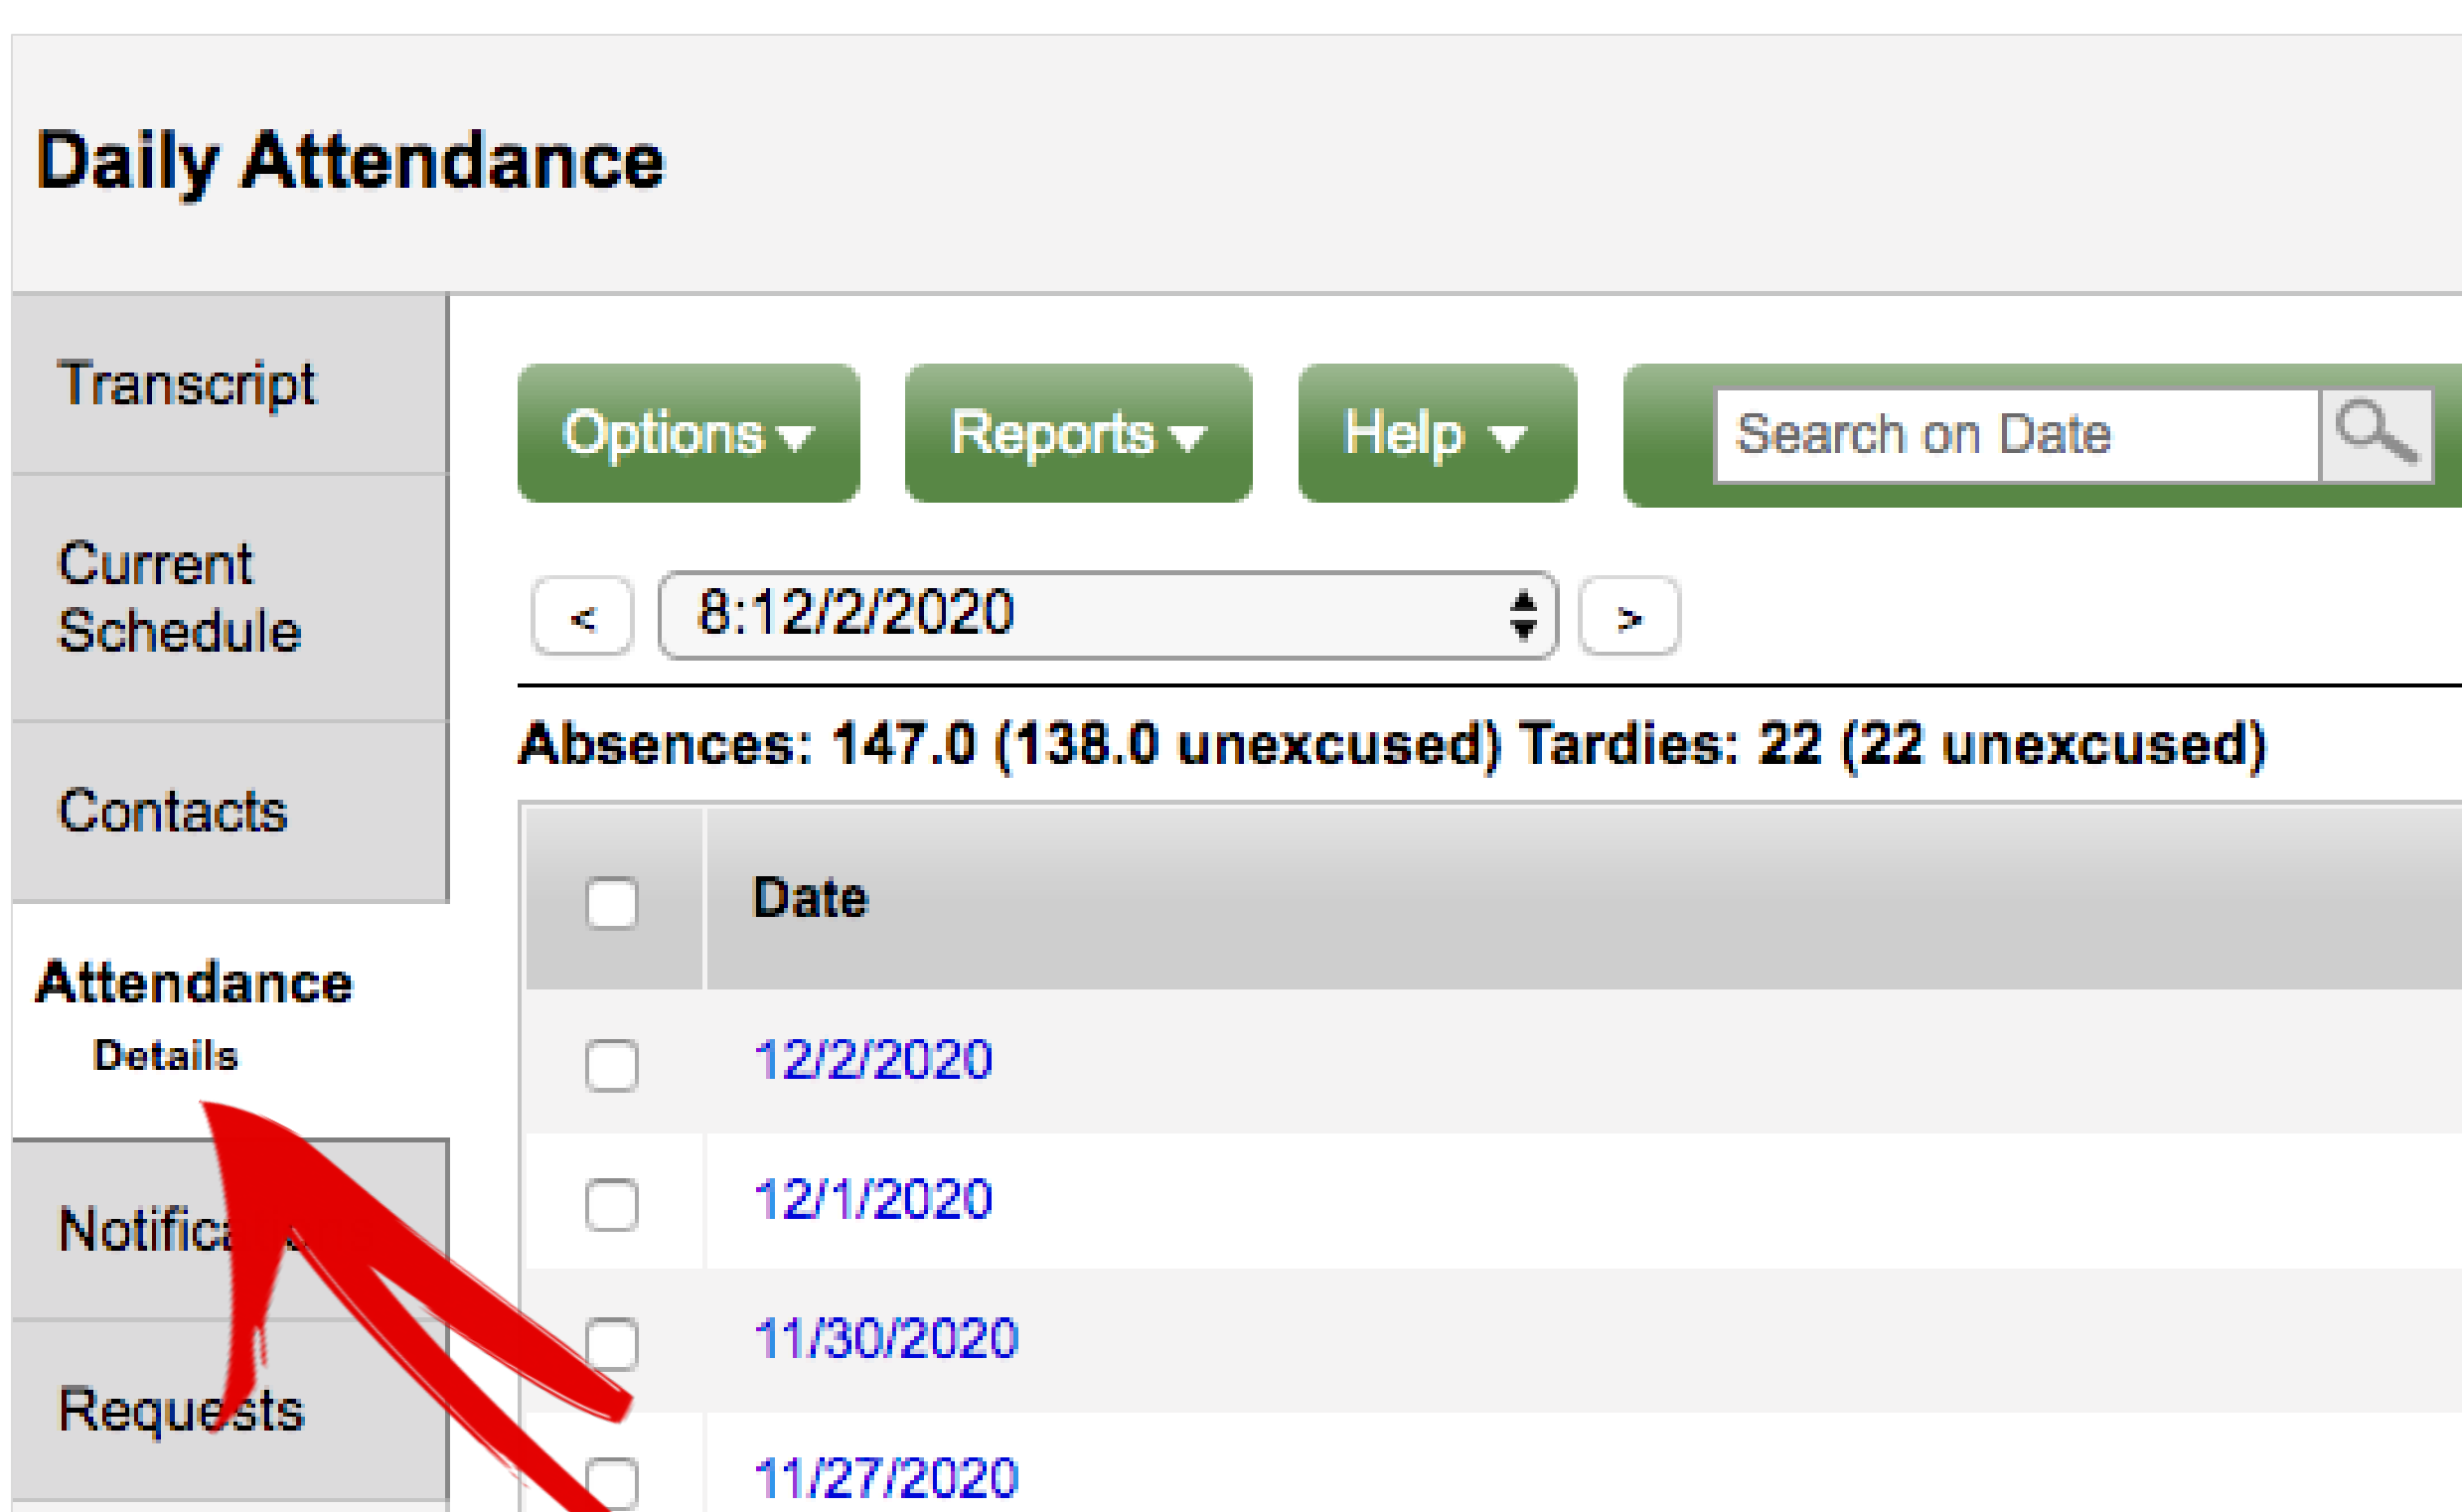 Daily Attendance
Transcript
Current
Schedule
Contacts
Attendance
Details
Requests
Options
Reports
Help
Search on Date
< 8:12/2/2020 >
Absences: 147.0 (138.0 unexcused) Tardies: 22 (22 unexcused)
Date
12/2/2020
12/1/2020
11/30/2020
11/27/2020